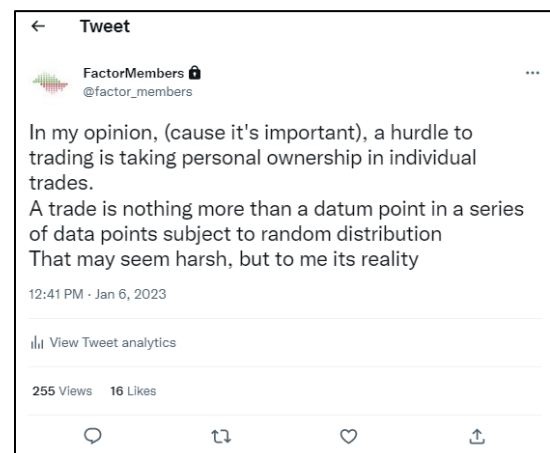 Tweet
FactorMembers
@factor_members
In my opinion, (cause it's important), a hurdle to
trading is taking personal ownership in individual
trades.
A trade is nothing more than a datum point in a series
of data points subject to random distribution
That may seem harsh, but to me its reality
12:41 PM · Jan 6, 2023
View Tweet analytics
255 Views 16 Likes